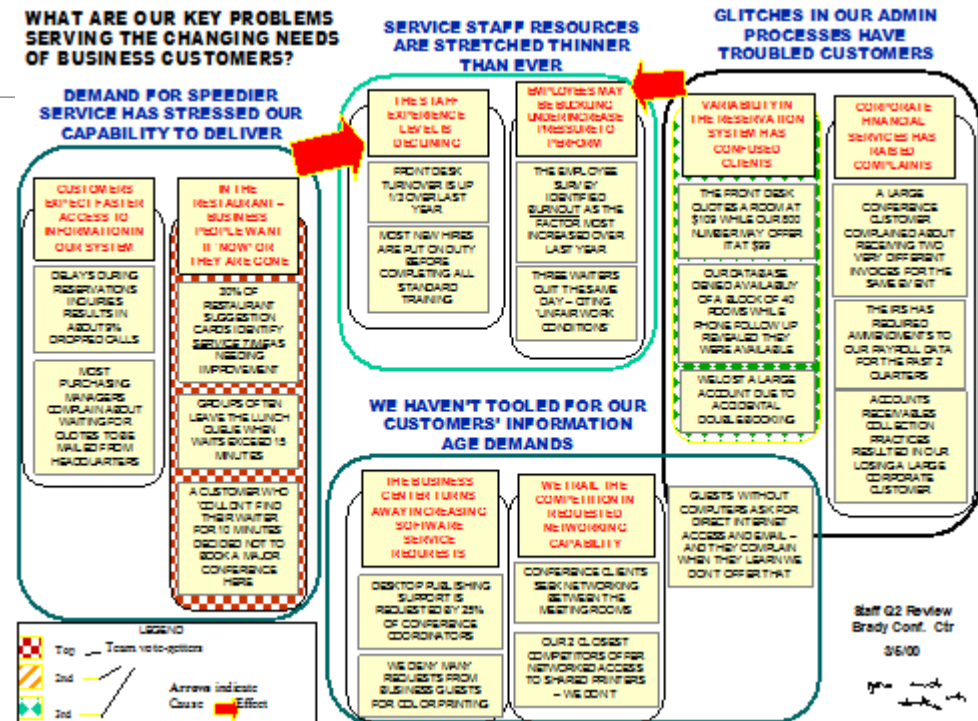 WHAT ARE OUR KEY PROBLEMS
SERVING THE CHANGING NEEDS
OF BUSINESS CUSTOMERS?
DEMAND FOR SPEEDIER
SERVICE HAS STRESSED OUR
CAPABILITY TO DELIVER
CUSTOMERS
EXPECT FASTER
ACCESS TO
INFORMATION IN
OUR SYSTEM
DELAYS DURING
RESERVATIONS
INQUIRIES
RESULTS IN
ABOUT 9%
DROPPED CALLS
MOST
PURCHASING
MANAGERS
COMPLAIN ABOUT
WAITING FOR
QUOTES TO BE
MAILED FROM
HEADQUARTERS
IN THE
RESTAURANT –
BUSINESS
PEOPLE WANT
IT 'NOW' OR
THEY ARE GONE
OF
RESTAURANT
SUGGESTION
CARDS IDENTIFY
SERVICE TIME AS
NEEDING
IMPROVEMENT
GROUPS OFTEN
LEAVE THE LUNCH
QUEUE WHEN
WAITS EXCEED 15
MINUTES
A CUSTOMER WHO
'COULDN'T FIND
THEIR WAITER
FOR 10 MINUTES'
DECIDED NOT TO
BOOK A MAJOR
CONFERENCE
HERE
SERVICE STAFF RESOURCES
ARE STRETCHED THINNER
THAN EVER
THE STAFF
EXPERIENCE
LEVEL IS
DECLINING
FRONT DESK
TURNOVER IS UP
1/3 OVER LAST
YEAR
MOST NEW HIRES
ARE PUT ON DUTY
BEFORE
COMPLETING ALL
STANDARD
TRAINING
EMPLOYEES MAY
BE BUCKLING
UNDER INCREASE
PRESSURE TO
PERFORM
THE EMPLOYEE
SURVEY
IDENTIFIED
BURNOUT AS THE
FACTOR MOST
INCREASED OVER
LAST YEAR
THREE WAITERS
QUIT THE SAME
DAY – CITING
'UNFAIR WORK
CONDITIONS'
GLITCHES IN OUR ADMIN
PROCESSES HAVE
TROUBLED CUSTOMERS
VARIABILITY IN
THE RESERVATION
SYSTEM HAS
CONFUSED
CLIENTS
THE FRONT DESK
QUOTES A ROOM AT
$109 WHILE OUR 800
NUMBER MAY OFFER
IT AT $99
OUR DATABASE
DENIED AVAILABLIY
OF A BLOCK OF 40
ROOMS WHILE
PHONE FOLLOW UP
REVEALED THEY
WERE AVAILABLE
WE LOST A LARGE
ACCOUNT DUE TO
ACCIDENTAL
DOUBLE BOOKING
CORPORATE
FINANCIAL
SERVICES HAS
RAISED
COMPLAINTS
A LARGE
CONFERENCE
CUSTOMER
COMPLAINED ABOUT
RECEIVING TWO
VERY DIFFERENT
INVOICES FOR THE
SAME EVENT
THE IRS HAS
REQUIRED
AMMENDMENTS TO
OUR PAYROLL DATA
FOR THE PAST 2
QUARTERS
ACCOUNTS
RECEIVABLES
COLLECTION
PRACTICES
RESULTED IN OUR
LOSING A LARGE
CORPORATE
CUSTOMER
WE HAVEN'T TOOLED FOR OUR
CUSTOMERS' INFORMATION
AGE DEMANDS
THE BUSINESS
CENTER TURNS
AWAY INCREASING
SOFTWARE
SERVICE
REQUESTS
DESKTOP PUBLISHING
SUPPORT IS
REQUESTED BY 25%
OF CONFERENCE
COORDINATORS
WE DENY MANY
REQUESTS FROM
BUSINESS GUESTS
FOR COLOR PRINTING
WE TRAIL THE
COMPETITION IN
REQUESTED
NETWORKING
CAPABILITY
CONFERENCE CLIENTS
SEEK NETWORKING
BETWEEN THE
MEETING ROOMS
OUR 2 CLOSEST
COMPETITORS OFFER
NETWORKED ACCESS
TO SHARED PRINTERS
– WE DON'T
GUESTS WITHOUT
COMPUTERS ASK FOR
DIRECT INTERNET
ACCESS AND EMAIL –
AND THEY COMPLAIN
WHEN THEY LEARN WE
DON'T OFFER THAT
LEGEND
Top Team vote-getters
2nd
3rd
Arrows indicate
Cause Effect
Staff Q2 Review
Brady Conf. Ctr